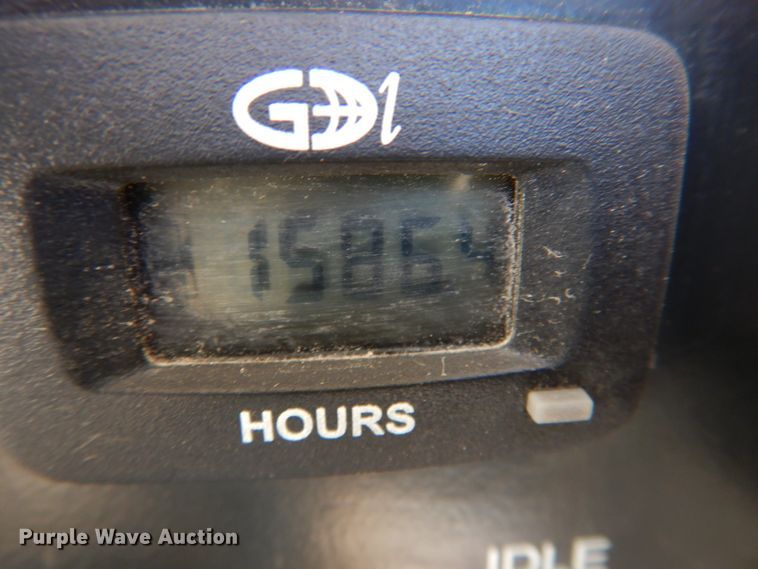 GDi
15864
HOURS
IDLE
Purple Wave Auction